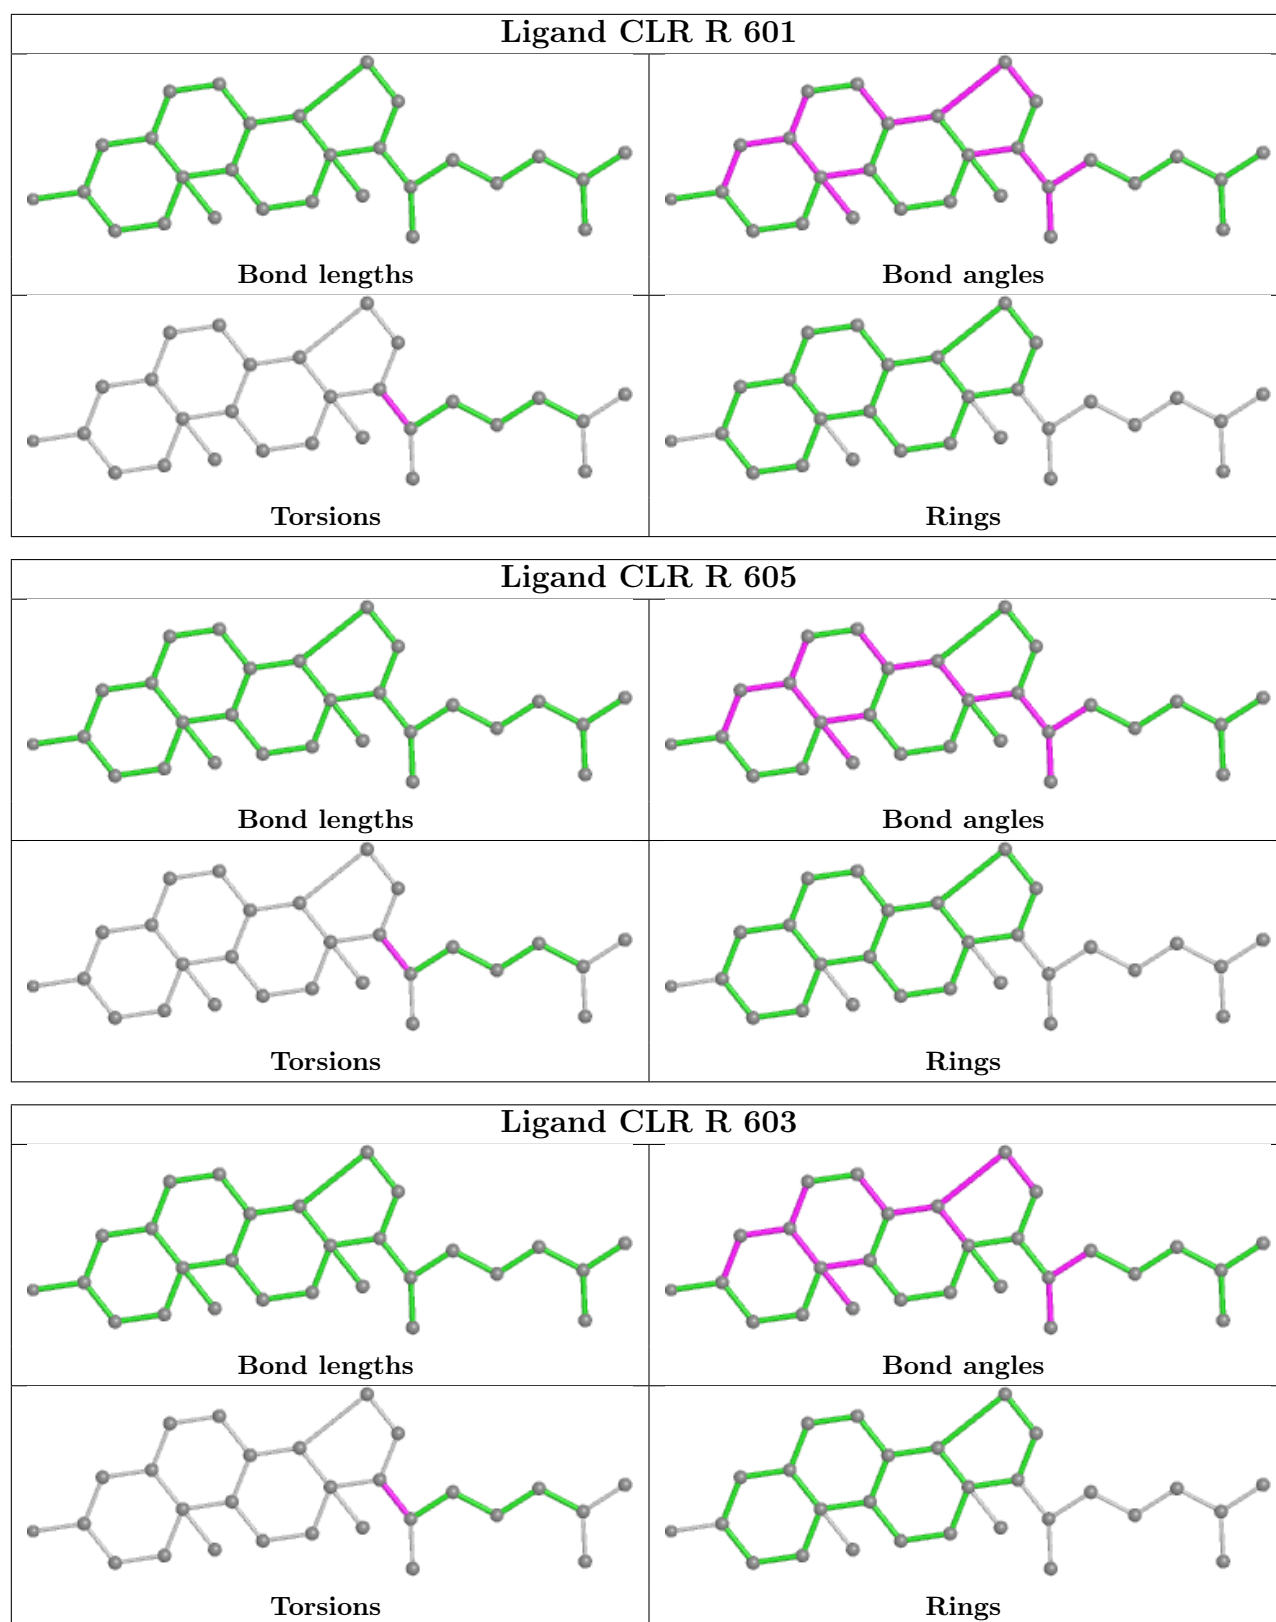 Ligand CLR R 601
Bond lengths
Bond angles
Torsions
Rings
Ligand CLR R 605
Bond lengths
Bond angles
Torsions
Rings
Ligand CLR R 603
Bond lengths
Bond angles
Torsions
Rings